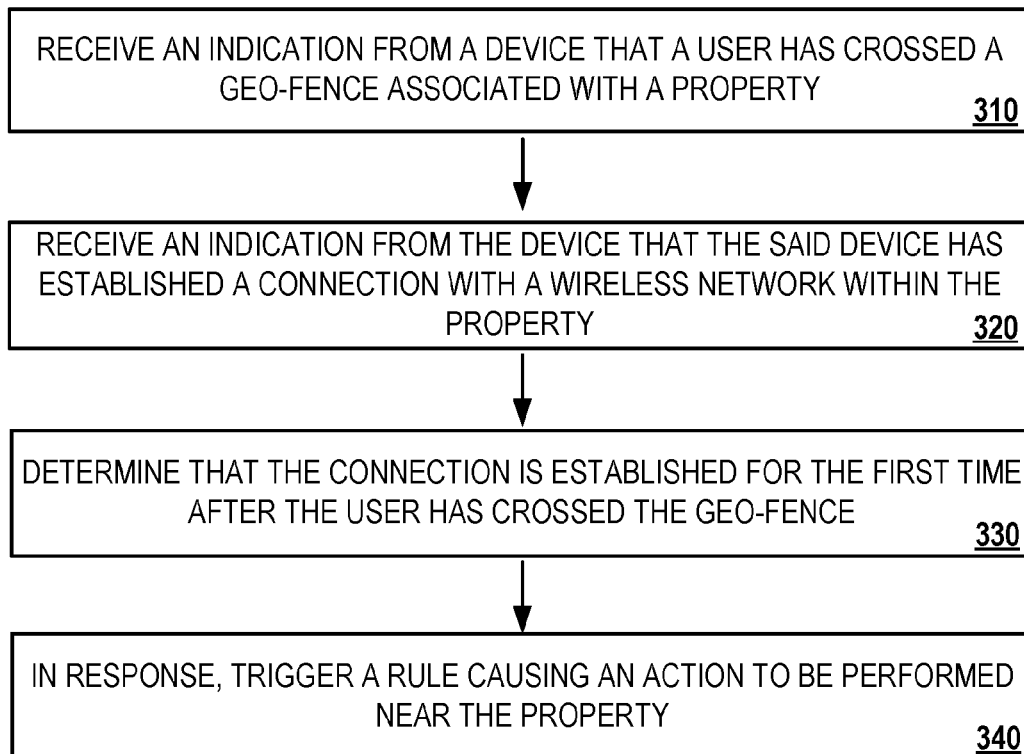 RECEIVE AN INDICATION FROM A DEVICE THAT A USER HAS CROSSED A
GEO-FENCE ASSOCIATED WITH A PROPERTY
310
RECEIVE AN INDICATION FROM THE DEVICE THAT THE SAID DEVICE HAS
ESTABLISHED A CONNECTION WITH A WIRELESS NETWORK WITHIN THE
PROPERTY
320
DETERMINE THAT THE CONNECTION IS ESTABLISHED FOR THE FIRST TIME
AFTER THE USER HAS CROSSED THE GEO-FENCE
330
IN RESPONSE, TRIGGER A RULE CAUSING AN ACTION TO BE PERFORMED
NEAR THE PROPERTY
340